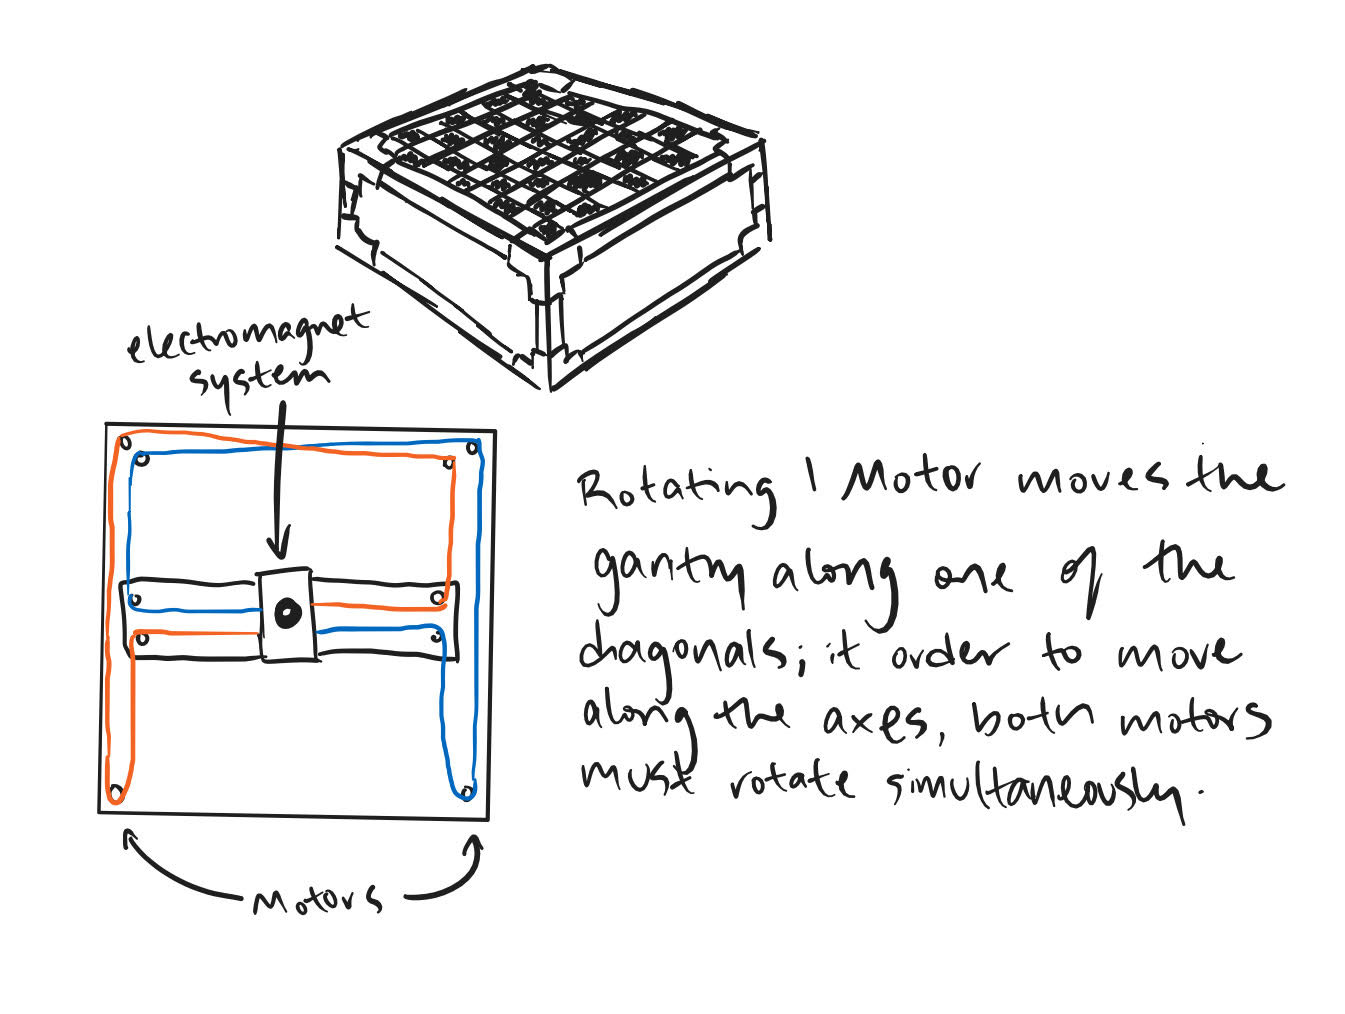 electromagnet
system
Rotating 1 Motor moves the
gantry along one of the
diagonals; it order to move
along the axes, both motors
must rotate simultaneously.
Motors